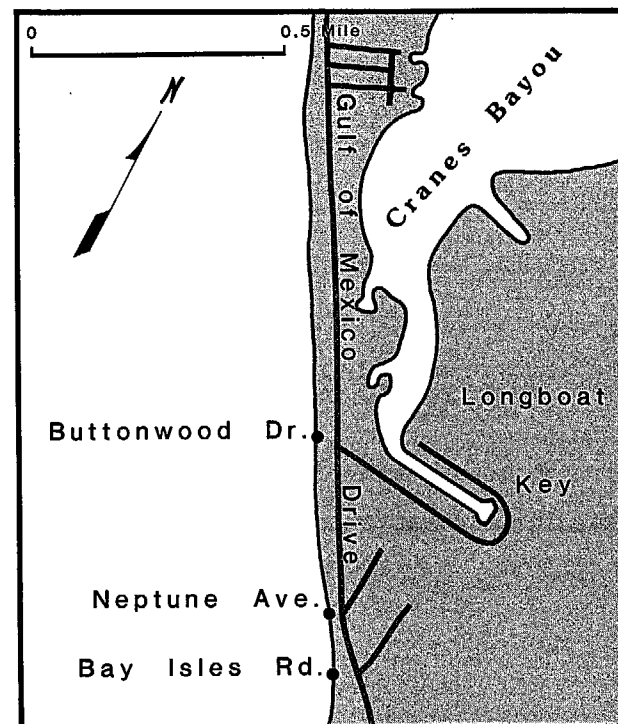 0 0.5 Mile
N
Cranes Bayou
Gulf of Mexico Drive
Longboat
Key
Buttonwood Dr.
Neptune Ave.
Bay Isles Rd.